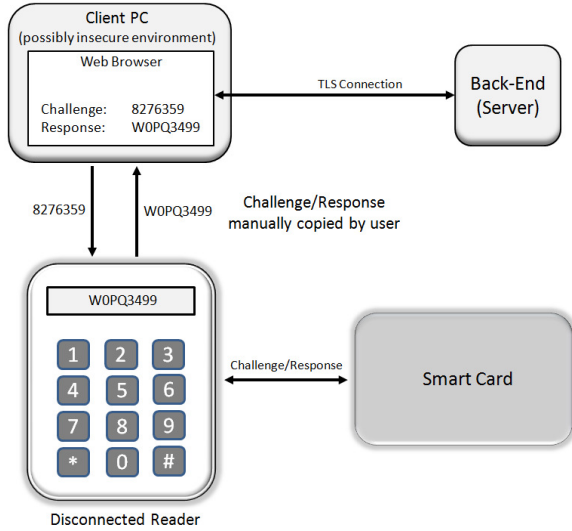 Client PC
(possibly insecure environment)
Web Browser
Challenge: 8276359
Response: W0PQ3499
TLS Connection
Back-End
(Server)
8276359
W0PQ3499
Challenge/Response
manually copied by user
W0PQ3499
1 2 3
4 5 6
7 8 9
* 0 #
Challenge/Response
Smart Card
Disconnected Reader